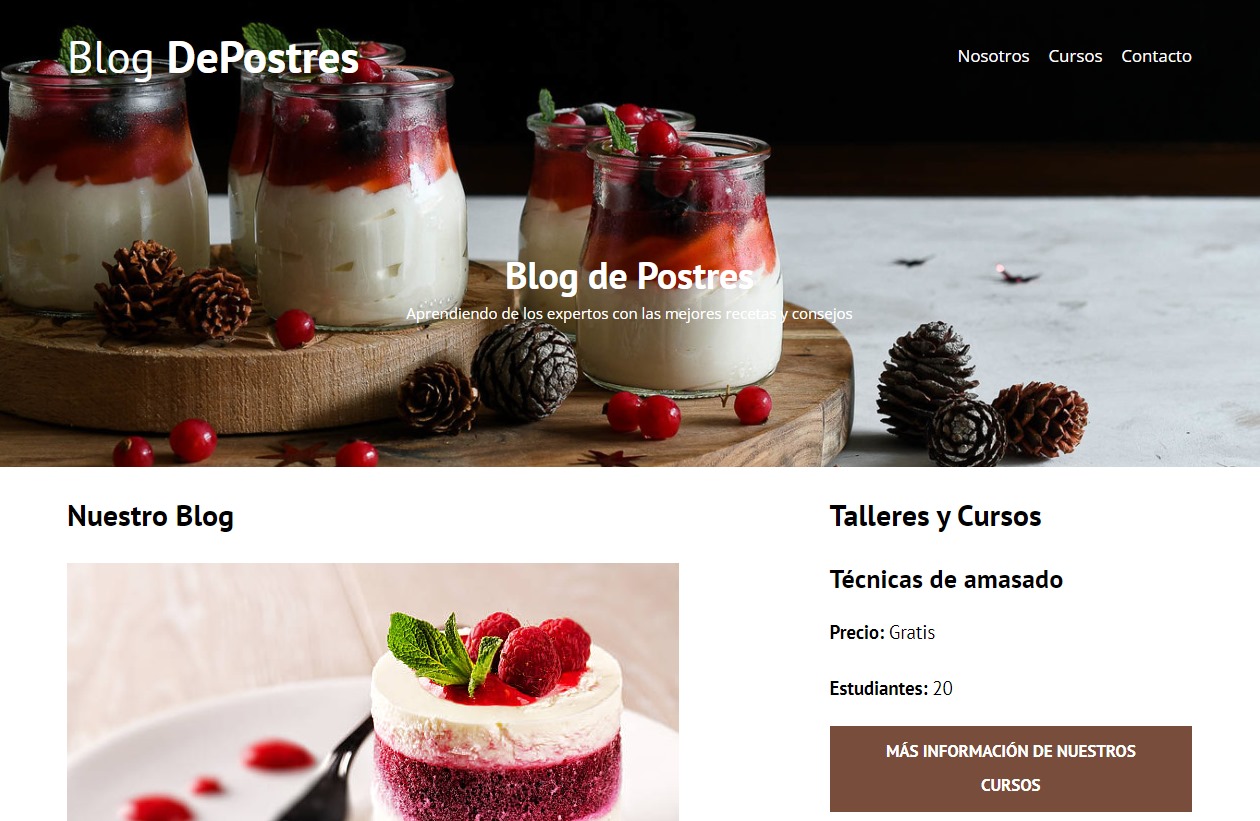 Blog DePostres
Nosotros Cursos Contacto
Blog de Postres
Aprendiendo de los expertos con las mejores recetas y consejos
Nuestro Blog
Talleres y Cursos
Técnicas de amasado
Precio: Gratis
Estudiantes: 20
MÁS INFORMACIÓN DE NUESTROS
CURSOS